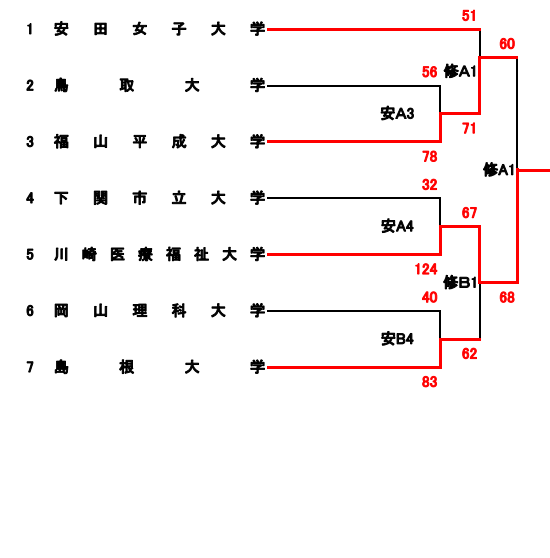 51
1 安田女子大学
60
56 修A1
2 鳥取大学
安A3
71
3 福山平成大学
78
修A1
32
4 下関市立大学
67
安A4
5 川崎医療福祉大学
124
修B1
40 68
6 岡山理科大学
安B4
62
7 島根大学
83